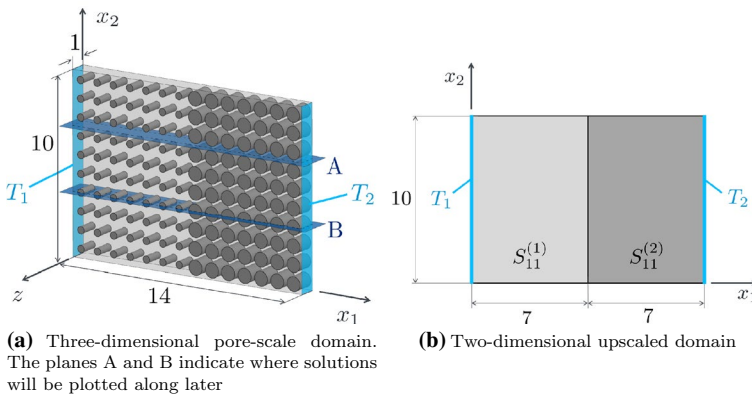 x₂
1
10
A
T₁
T₂
B
z
14
x₁
(a) Three-dimensional pore-scale domain.
The planes A and B indicate where solutions
will be plotted along later
x₂
10
T₁
T₂
S₁₁⁽¹⁾
S₁₁⁽²⁾
x₁
7
7
(b) Two-dimensional upscaled domain